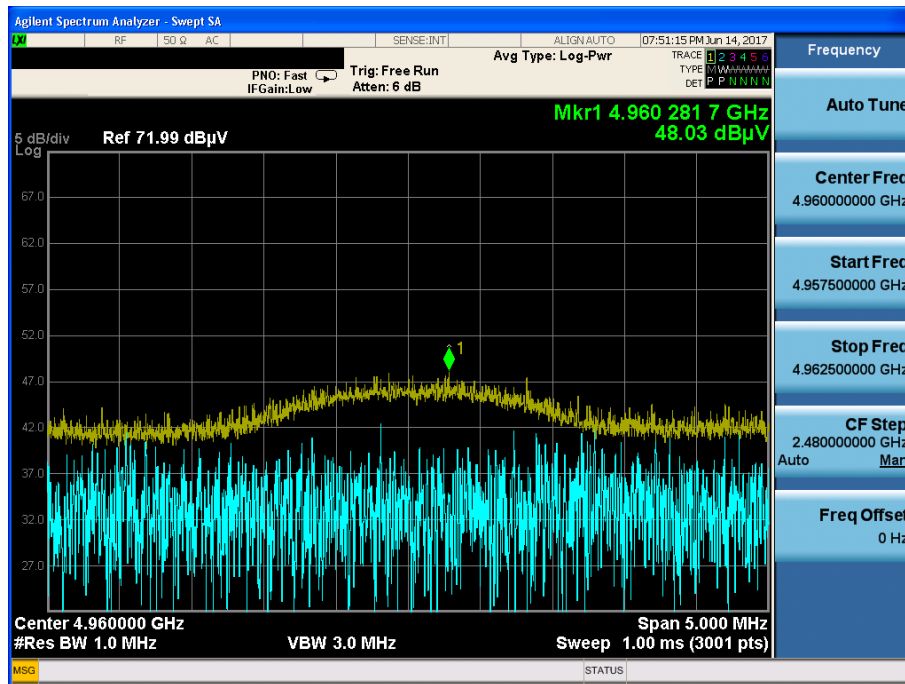 Agilent Spectrum Analyzer - Swept SA
LXI RF 50 Ω AC SENSE:INT ALIGN AUTO 07:51:15 PM Jun 14, 2017
Frequency
Avg Type: Log-Pwr
TRACE 1 2 3 4 5 6
PNO: Fast Trig: Free Run
TYPE M W W W W W
IFGain:Low Atten: 6 dB
DET P P N N N N
Auto Tune
Mkr1 4.960 281 7 GHz
5 dB/div Ref 71.99 dBµV 48.03 dBµV
Log
67.0
62.0
57.0
52.0
47.0
42.0
37.0
32.0
27.0
1
Center Freq
4.960000000 GHz
Start Freq
4.957500000 GHz
Stop Freq
4.962500000 GHz
CF Step
2.480000000 GHz
Auto Man
Freq Offset
0 Hz
Center 4.960000 GHz Span 5.000 MHz
#Res BW 1.0 MHz VBW 3.0 MHz Sweep 1.00 ms (3001 pts)
MSG STATUS